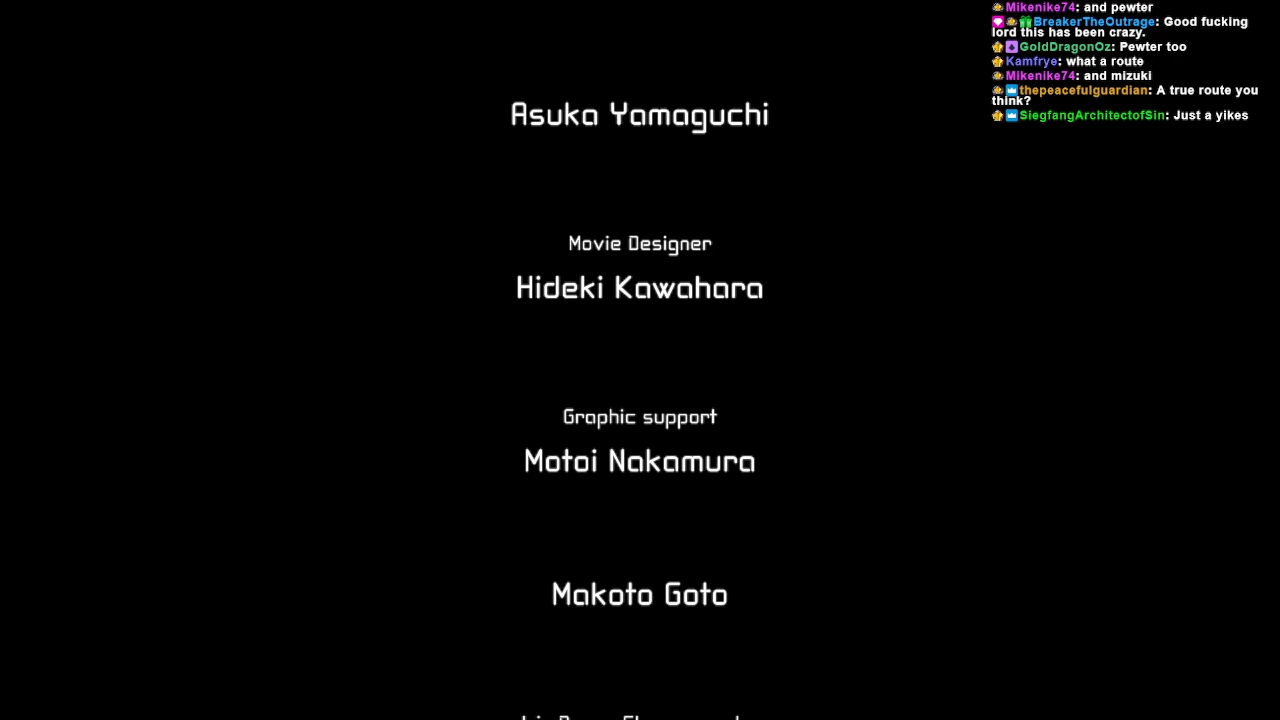 Mikenike74: and pewter
BreakerTheOutrage: Good fucking
lord this has been crazy.
GoldDragonOz: Pewter too
Kamfrye: what a route
Mikenike74: and mizuki
thepeacefulguardian: A true route you
think?
SiegfangArchitectofSin: Just a yikes
Asuka Yamaguchi
Movie Designer
Hideki Kawahara
Graphic support
Motoi Nakamura
Makoto Goto